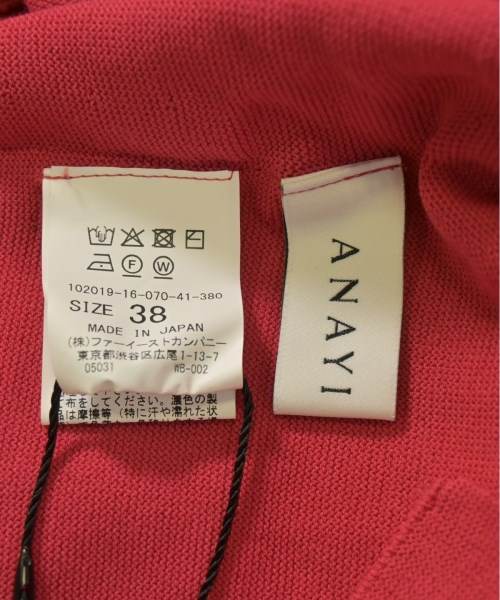 102019-16-070-41-380
SIZE 38
MADE IN JAPAN
(株)ファーイーストカンパニー
東京都渋谷区広尾1-13-7
05031 AB-002
て布をしてください。濃色の製
品は摩擦等(特に汗や濡れた状
ANAYI
F
W